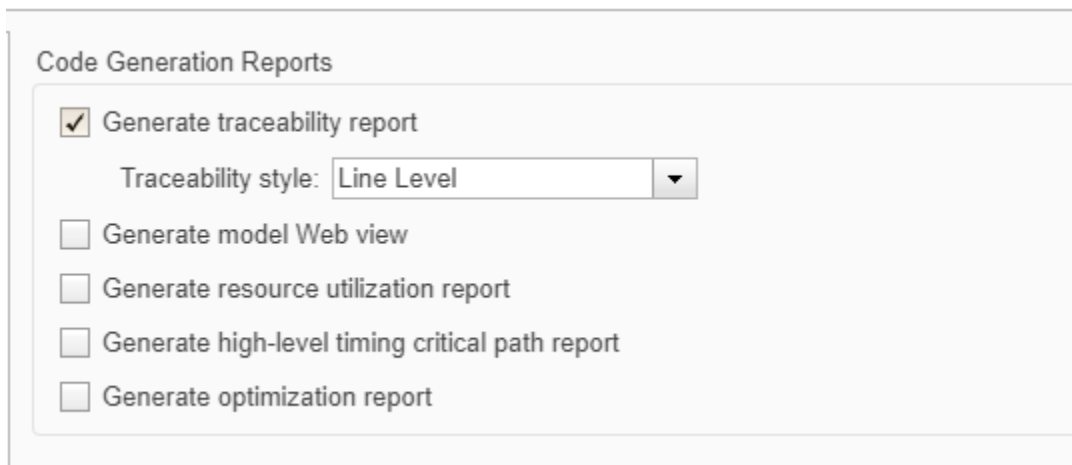 Code Generation Reports
Generate traceability report
Traceability style: Line Level
Generate model Web view
Generate resource utilization report
Generate high-level timing critical path report
Generate optimization report